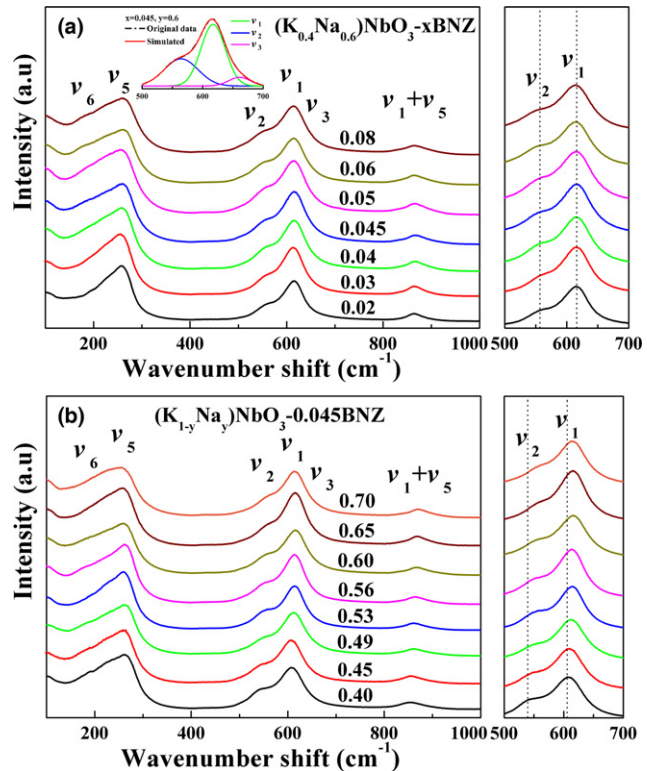 (a)
x=0.045, y=0.6
Original data
Simulated
ν1
ν2
ν3
500 600 700
(K0.4Na0.6)NbO3-xBNZ
ν6 ν5 ν2 ν1 ν3 ν1+ν5
0.08
0.06
0.05
0.045
0.04
0.03
0.02
Intensity (a.u)
200 400 600 800 1000
Wavenumber shift (cm-1)
ν2 ν1
500 600 700
(b)
(K1-yNay)NbO3-0.045BNZ
ν6 ν5 ν2 ν1 ν3 ν1+ν5
0.70
0.65
0.60
0.56
0.53
0.49
0.45
0.40
Intensity (a.u)
200 400 600 800 1000
Wavenumber shift (cm-1)
ν2 ν1
500 600 700